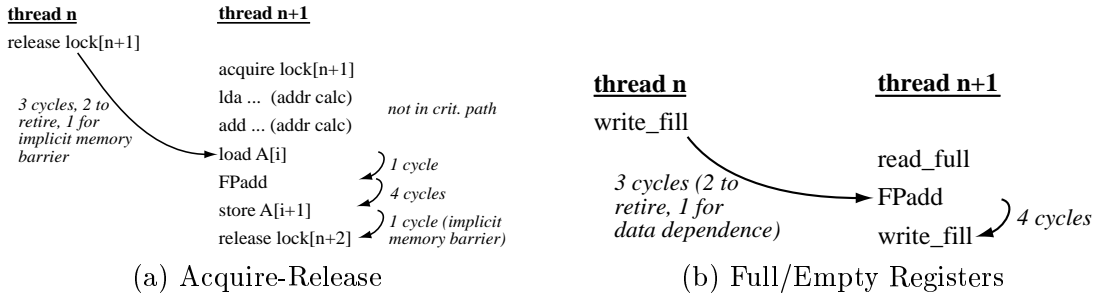 thread n
release lock[n+1]
3 cycles, 2 to
retire, 1 for
implicit memory
barrier
thread n+1
acquire lock[n+1]
lda ... (addr calc)
add ... (addr calc)
not in crit. path
load A[i]
1 cycle
FPadd
4 cycles
store A[i+1]
1 cycle (implicit
memory barrier)
release lock[n+2]
(a) Acquire-Release
thread n
write_fill
3 cycles (2 to
retire, 1 for
data dependence)
thread n+1
read_full
FPadd
4 cycles
write_fill
(b) Full/Empty Registers